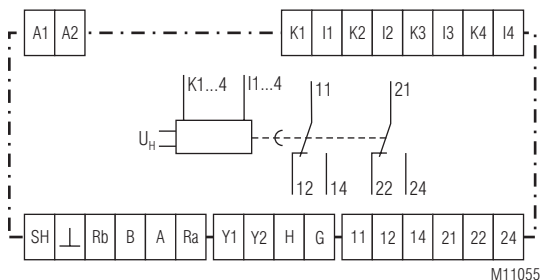 A1 A2 K1 I1 K2 I2 K3 I3 K4 I4
K1...4 I1...4 11 21
UH
12 14 22 24
SH ⊥ Rb B A Ra Y1 Y2 H G 11 12 14 21 22 24
M11055